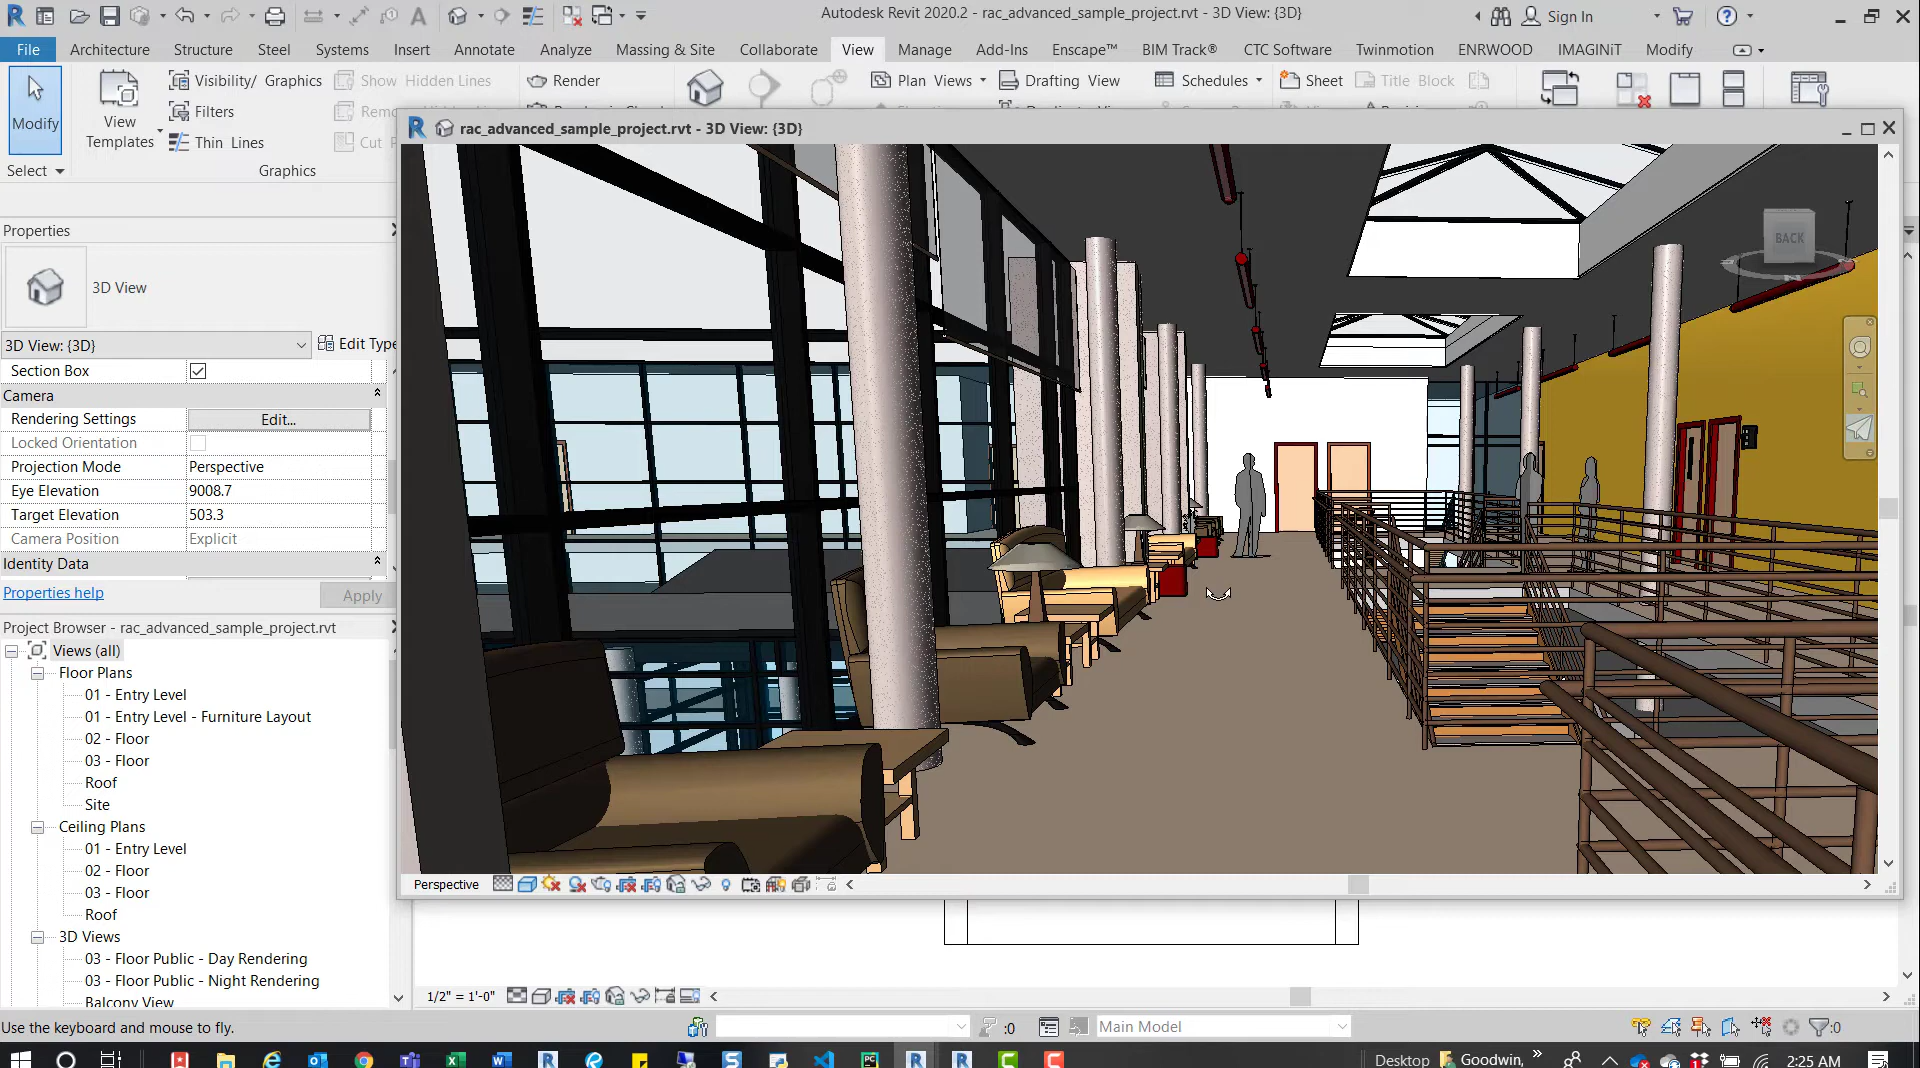 Autodesk Revit 2020.2 - rac_advanced_sample_project.rvt - 3D View: {3D}
Sign In
File Architecture Structure Steel Systems Insert Annotate Analyze Massing & Site Collaborate View Manage Add-Ins Enscape™ BIM Track® CTC Software Twinmotion ENRWOOD IMAGINiT Modify
Modify
View
Templates
Visibility/ Graphics
Filters
Thin Lines
Show Hidden Lines
Cut
Render
Plan Views
Drafting View
Schedules
Sheet
Title Block
Select
Graphics
rac_advanced_sample_project.rvt - 3D View: {3D}
BACK
N
Properties
3D View
3D View: {3D}
Edit Type
Section Box
Camera
Rendering Settings Edit...
Locked Orientation
Projection Mode Perspective
Eye Elevation 9008.7
Target Elevation 503.3
Camera Position Explicit
Identity Data
Properties help
Apply
Project Browser - rac_advanced_sample_project.rvt
Views (all)
Floor Plans
01 - Entry Level
01 - Entry Level - Furniture Layout
02 - Floor
03 - Floor
Roof
Site
Ceiling Plans
01 - Entry Level
02 - Floor
03 - Floor
Roof
3D Views
03 - Floor Public - Day Rendering
03 - Floor Public - Night Rendering
Balcony View
Perspective
1/2" = 1'-0"
Use the keyboard and mouse to fly.
:0
Main Model
:0
Desktop
Goodwin,
2:25 AM